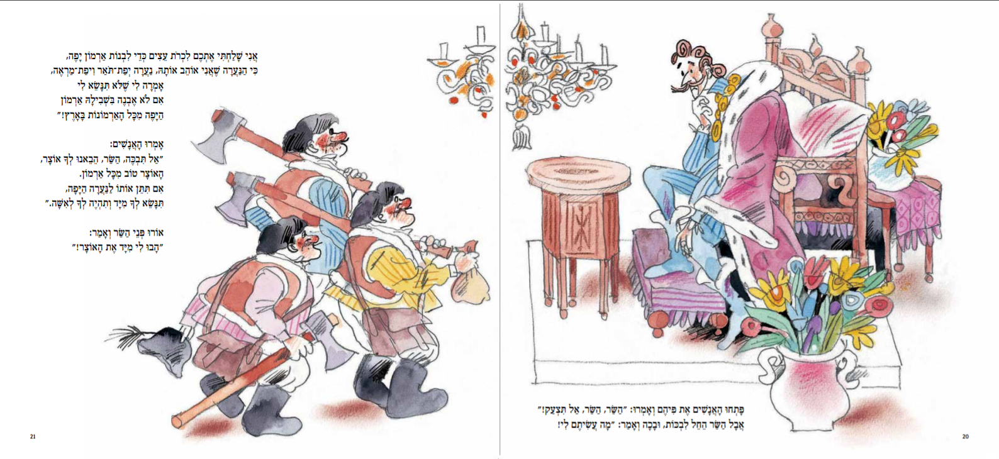 פָּתְחוּ הָאֲנָשִׁים אֶת פִּיהֶם וְאָמְרוּ: "הַשַּׂר, הַשַּׂר, אַל תִּצְעַק!"
אֲבָל הַשַּׂר הֵחֵל לִבְכּוֹת, וּבָכָה וְאָמַר: "מָה עֲשִׂיתֶם לִי!
20
אֲנִי שָׁלַחְתִּי אֶתְכֶם לִכְרֹת עֵצִים כְּדֵי לִבְנוֹת אַרְמוֹן יָפֶה,
כִּי הַנַּעֲרָה שֶׁאֲנִי אוֹהֵב אוֹתָהּ, נַעֲרָה יְפַת־תֹּאַר וִיפַת־מַרְאֶה,
אָמְרָה לִי שֶׁלֹּא תִּנָּשֵׂא לִי
אִם לֹא אֶבְנֶה בִּשְׁבִילָהּ אַרְמוֹן
הַיָּפֶה מִכָּל הָאַרְמוֹנוֹת בָּאָרֶץ!"
אָמְרוּ הָאֲנָשִׁים:
"אַל תִּבְכֶּה, הַשַּׂר, הֵבֵאנוּ לְךָ אוֹצָר,
הָאוֹצָר טוֹב מִכָּל אַרְמוֹן.
אִם תִּתֵּן אוֹתוֹ לַנַּעֲרָה הַיָּפָה,
תִּנָּשֵׂא לְךָ מִיָּד וְתִהְיֶה לְךָ לְאִשָּׁה."
אוֹרוּ פְּנֵי הַשַּׂר וְאָמַר:
"הָבוּ לִי מִיָּד אֶת הָאוֹצָר!"
21